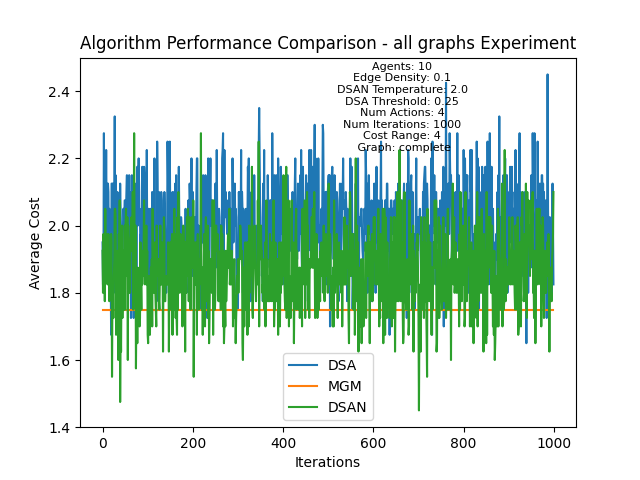 Algorithm Performance Comparison - all graphs Experiment
Agents: 10
Edge Density: 0.1
DSAN Temperature: 2.0
DSA Threshold: 0.25
Num Actions: 4
Num Iterations: 1000
Cost Range: 4
Graph: complete
Average Cost
2.4
2.2
2.0
1.8
1.6
1.4
DSA
MGM
DSAN
0 200 400 600 800 1000
Iterations